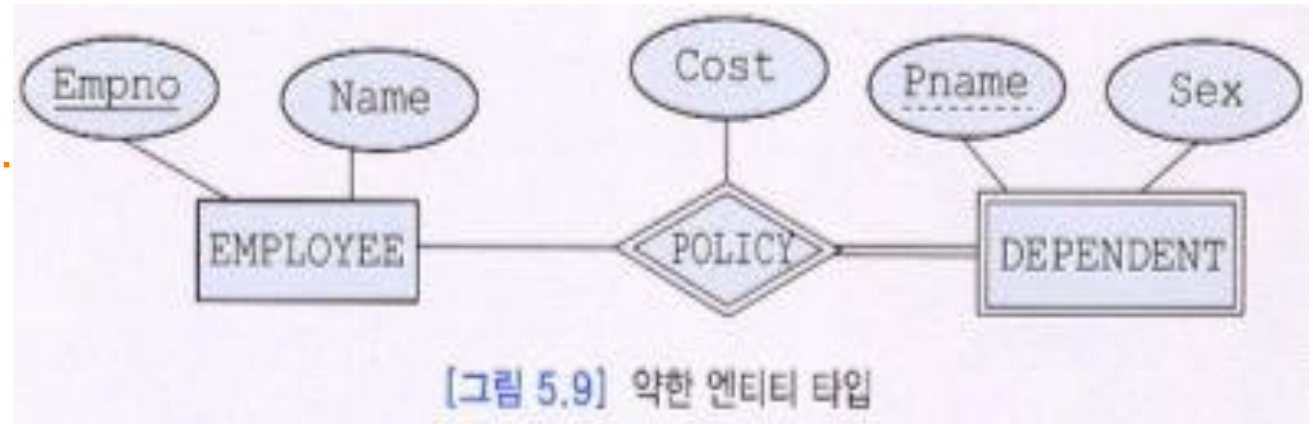 Empno
Name
Cost
Pname
Sex
EMPLOYEE
POLICY
DEPENDENT
[그림 5.9] 약한 엔티티 타입